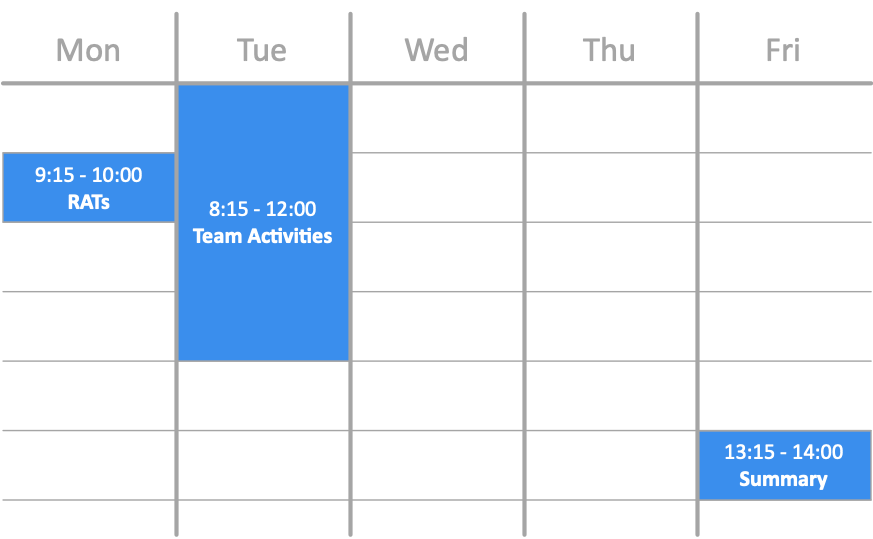 Mon
Tue
Wed
Thu
Fri
9:15 - 10:00
RATs
8:15 - 12:00
Team Activities
13:15 - 14:00
Summary